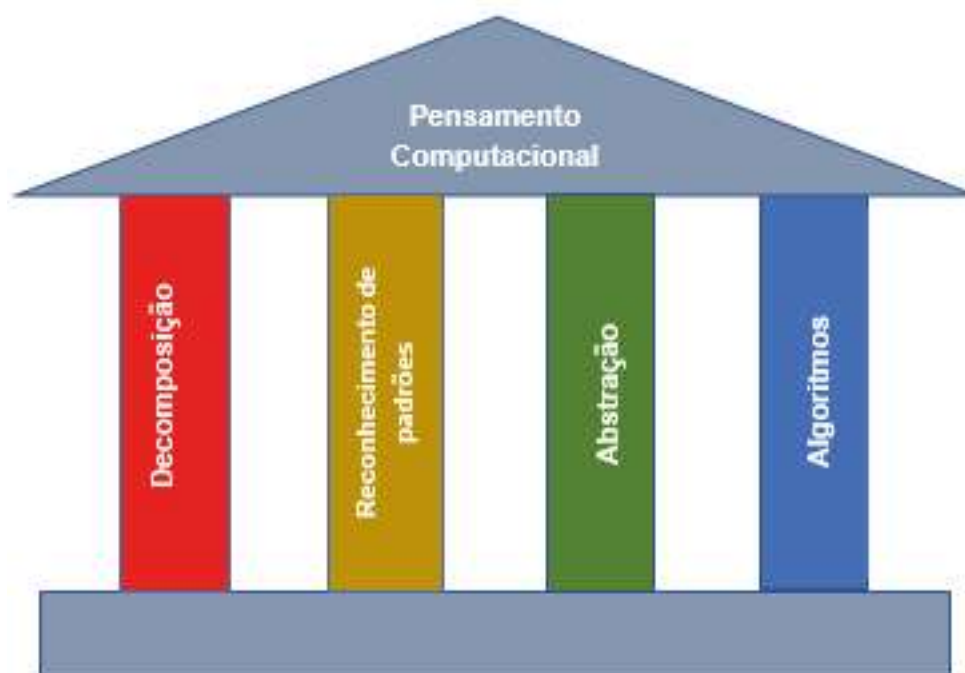 Pensamento
Computacional
Decomposição
Reconhecimento de
padrões
Abstração
Algoritmos